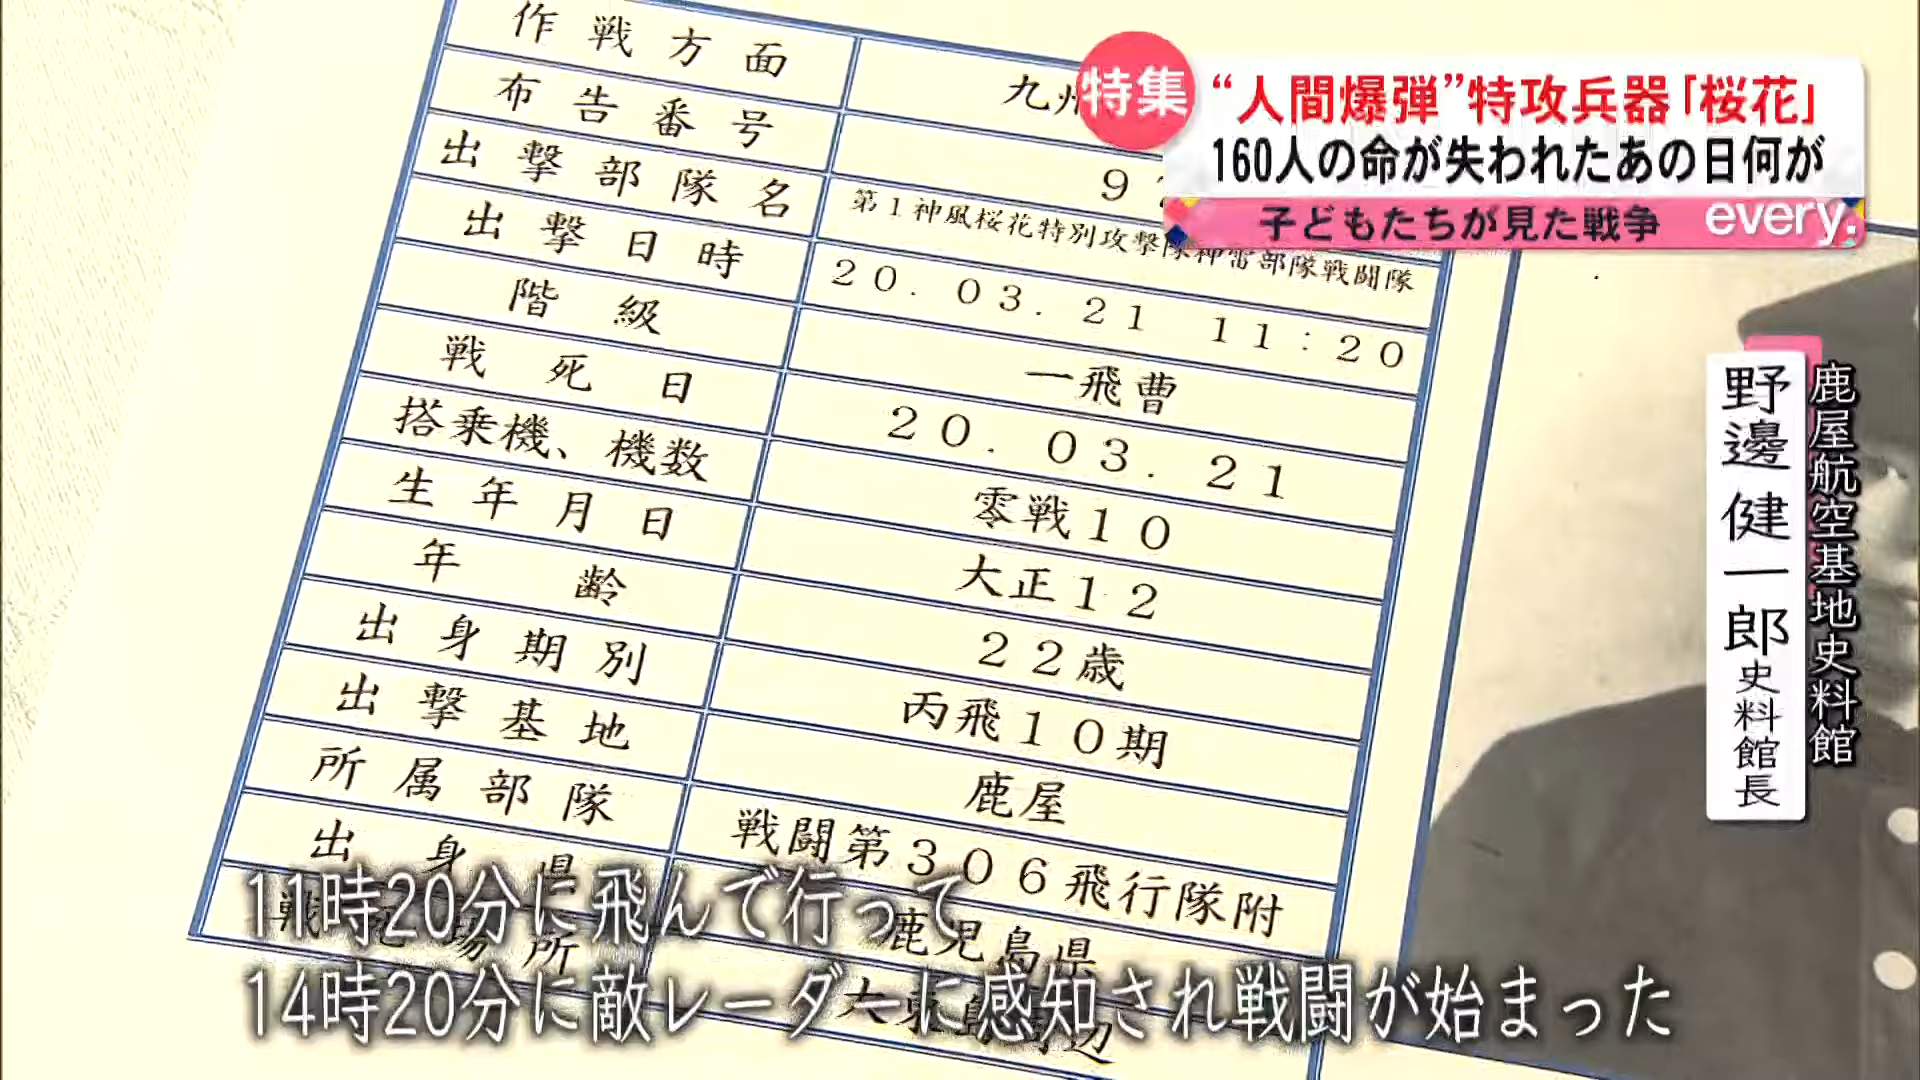 作戦方面
九州
布告番号
9
出撃部隊名
第1神風桜花特別攻撃隊神雷部隊戦闘隊
出撃日時
20.03.21 11:20
階級
一飛曹
戦死日
20.03.21
搭乗機、機数
零戦10
生年月日
大正12
年齢
22歳
出身期別
丙飛10期
出撃基地
鹿屋
所属部隊
戦闘第306飛行隊附
出身県
鹿児島県
特集
“人間爆弾”特攻兵器「桜花」
160人の命が失われたあの日何が
子どもたちが見た戦争
every.
鹿屋航空基地史料館
野邊健一郎史料館長
11時20分に飛んで行って
14時20分に敵レーダーに感知され戦闘が始まった